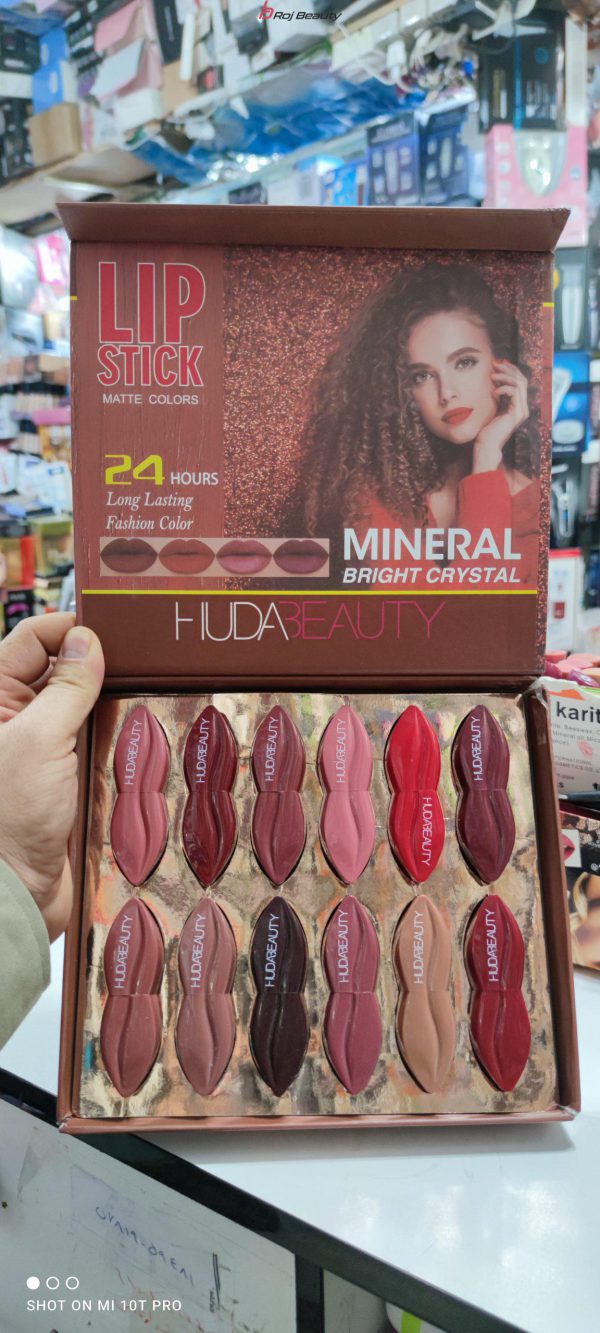 Roj Beauty
LIP
STICK
MATTE COLORS
24 HOURS
Long Lasting
Fashion Color
MINERAL
BRIGHT CRYSTAL
HUDABEAUTY
karit
HUDABEAUTY
HUDABEAUTY
HUDABEAUTY
HUDABEAUTY
HUDABEAUTY
HUDABEAUTY
HUDABEAUTY
HUDABEAUTY
HUDABEAUTY
HUDABEAUTY
HUDABEAUTY
HUDABEAUTY
SHOT ON MI 10T PRO